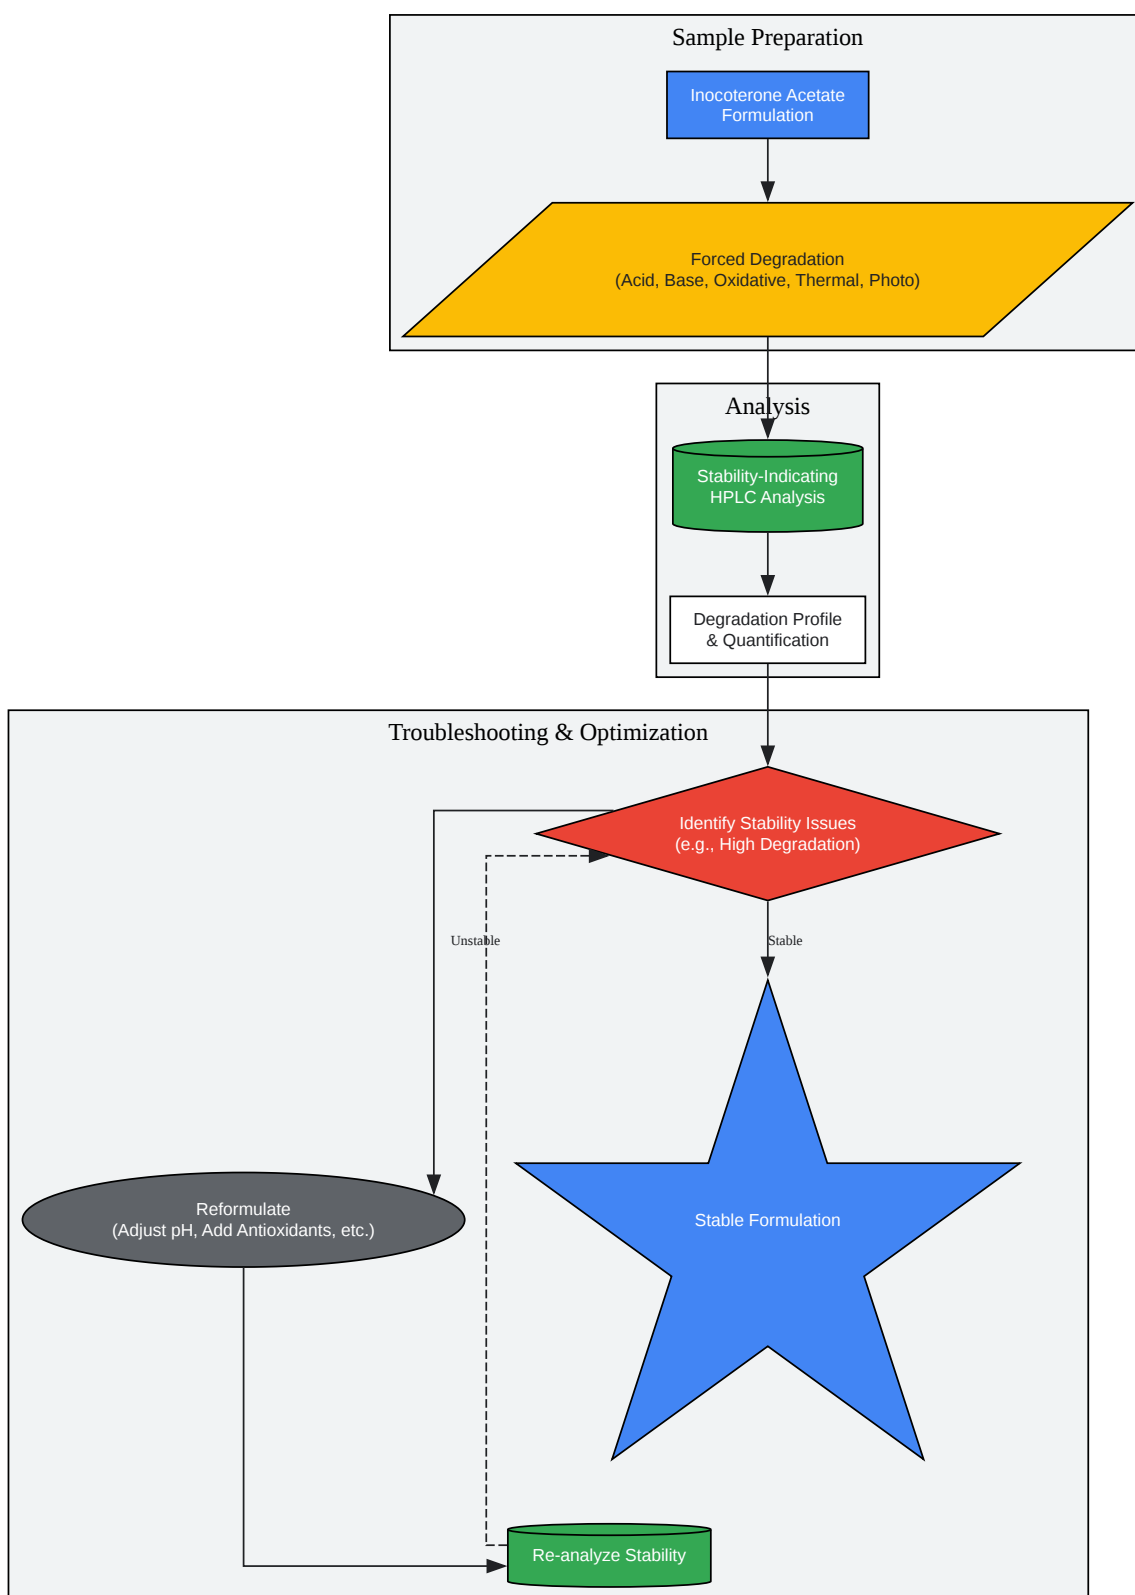 Sample Preparation
Inocoterone Acetate
Formulation
Forced Degradation
(Acid, Base, Oxidative, Thermal, Photo)
Analysis
Stability-Indicating
HPLC Analysis
Degradation Profile
& Quantification
Troubleshooting & Optimization
Identify Stability Issues
(e.g., High Degradation)
Unstable
Stable
Reformulate
(Adjust pH, Add Antioxidants, etc.)
Stable Formulation
Re-analyze Stability